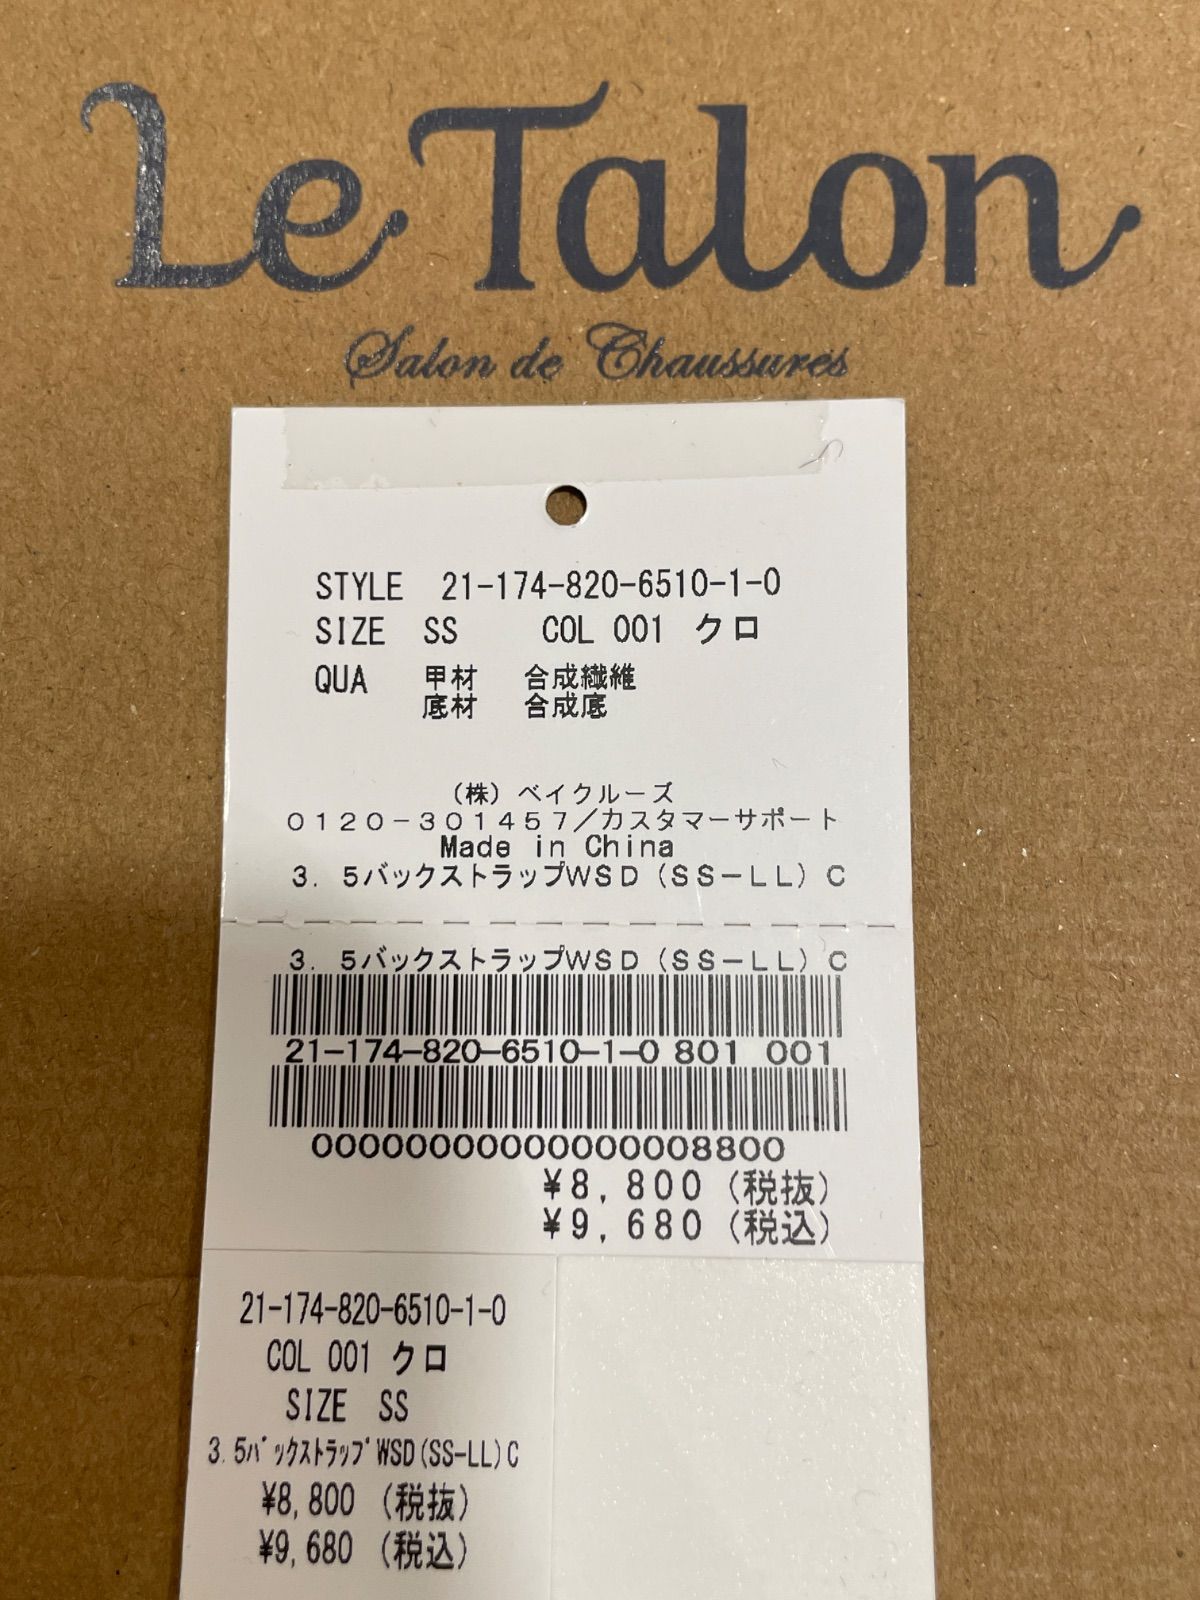 Le Talon
Salon de Chaussures
STYLE 21-174-820-6510-1-0
SIZE SS COL 001 クロ
QUA 甲材 合成繊維
底材 合成底
(株)ベイクルーズ
0120-301457/カスタマーサポート
Made in China
3.5バックストラップWSD(SS-LL)C
3.5バックストラップWSD(SS-LL)C
21-174-820-6510-1-0 801 001
00000000000000008800
¥8,800 (税抜)
¥9,680 (税込)
21-174-820-6510-1-0
COL 001 クロ
SIZE SS
3.5ﾊﾞｯｸｽﾄﾗｯﾌﾟWSD(SS-LL)C
¥8,800 (税抜)
¥9,680 (税込)